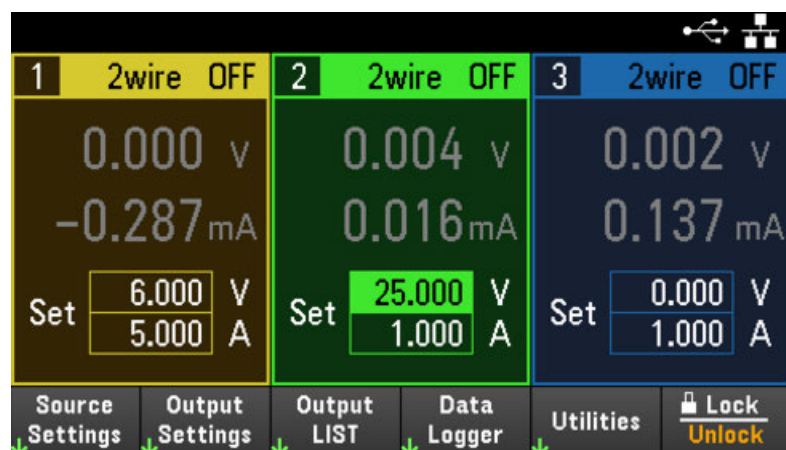 1 2wire OFF
0.000 V
-0.287 mA
Set 6.000 V
5.000 A
2 2wire OFF
0.004 V
0.016 mA
Set 25.000 V
1.000 A
3 2wire OFF
0.002 V
0.137 mA
Set 0.000 V
1.000 A
Source
Settings
Output
Settings
Output
LIST
Data
Logger
Utilities
Lock
Unlock